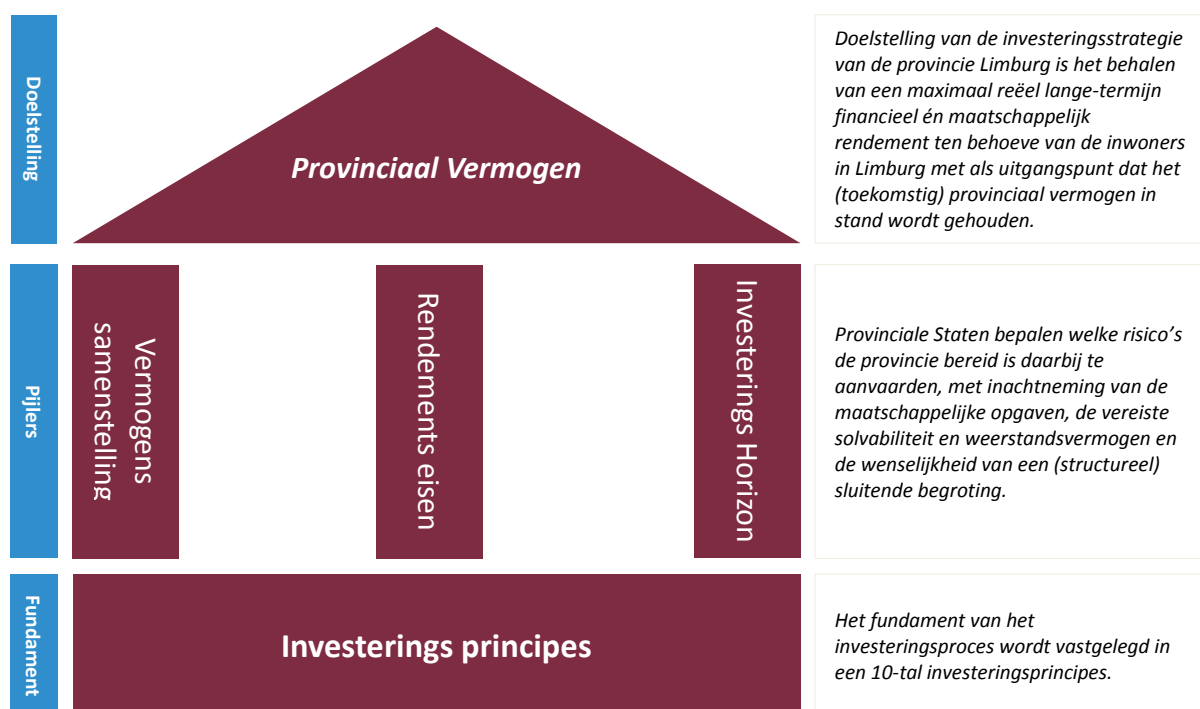 Doelstelling
Provinciaal Vermogen
Doelstelling van de investeringsstrategie
van de provincie Limburg is het behalen
van een maximaal reëel lange-termijn
financieel én maatschappelijk
rendement ten behoeve van de inwoners
in Limburg met als uitgangspunt dat het
(toekomstig) provinciaal vermogen in
stand wordt gehouden.
Pijlers
Vermogens
samenstelling
Rendements eisen
Investerings Horizon
Provinciale Staten bepalen welke risico’s
de provincie bereid is daarbij te
aanvaarden, met inachtneming van de
maatschappelijke opgaven, de vereiste
solvabiliteit en weerstandsvermogen en
de wenselijkheid van een (structureel)
sluitende begroting.
Fundament
Investerings principes
Het fundament van het
investeringsproces wordt vastgelegd in
een 10-tal investeringsprincipes.